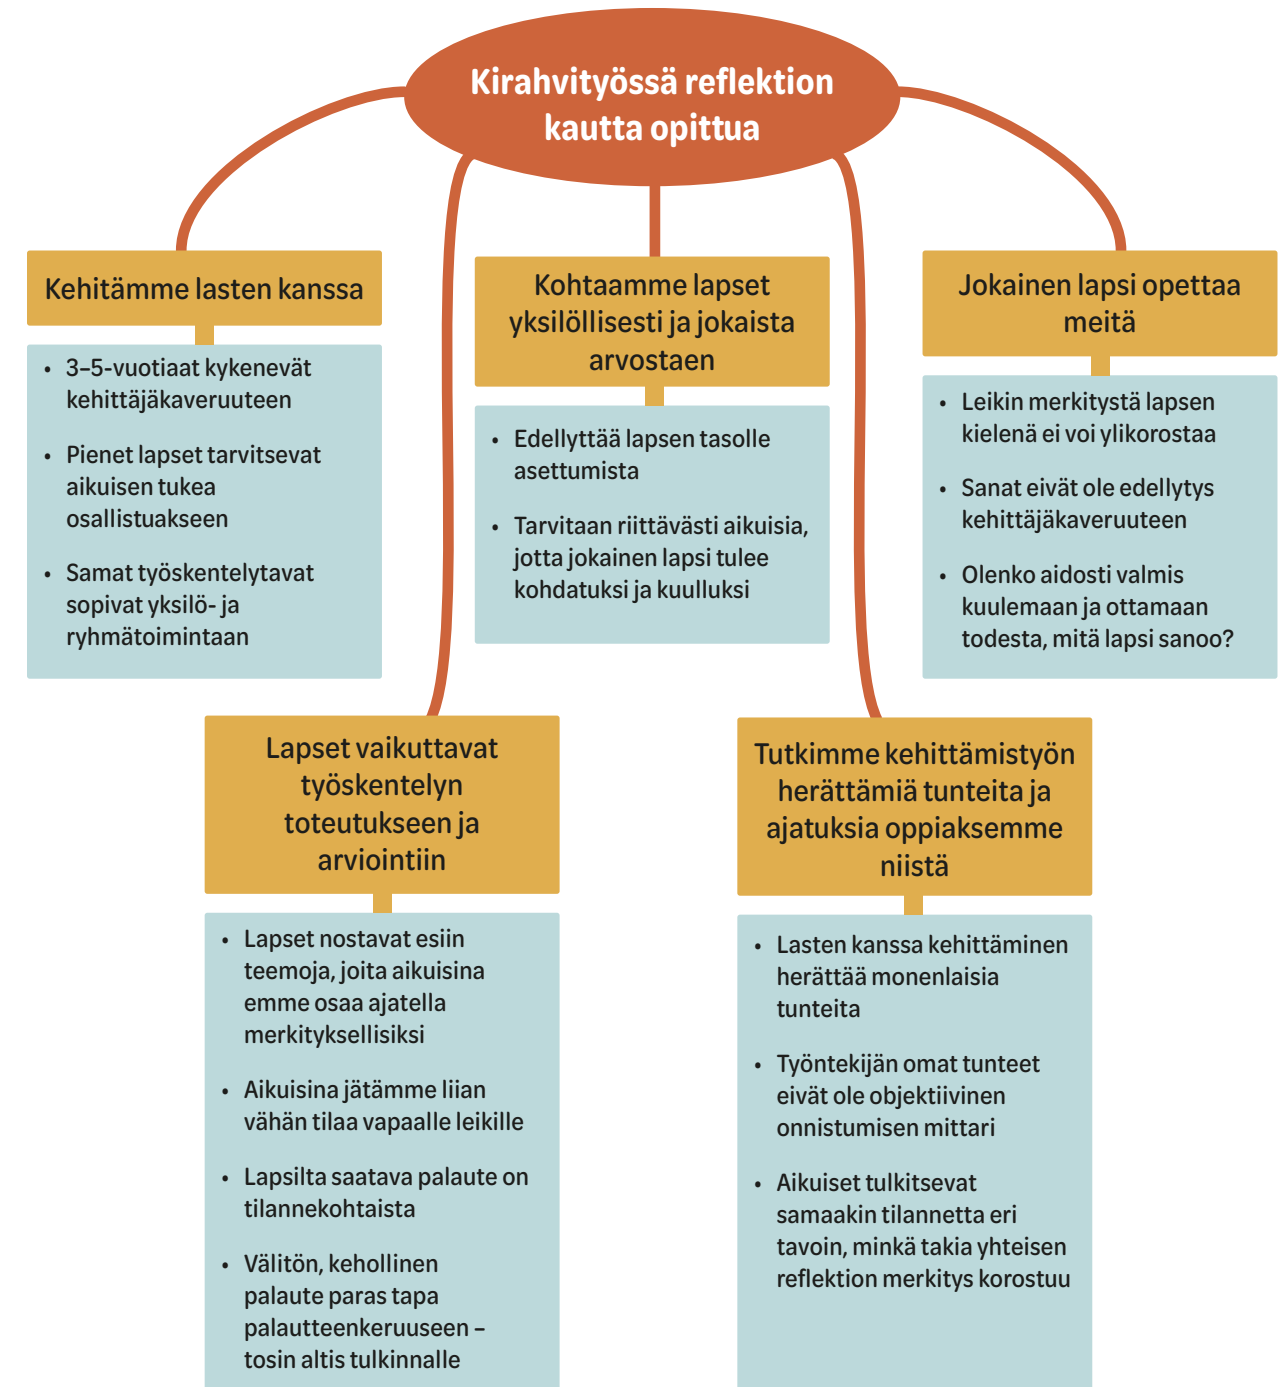 Kirahvityössä reflektion
kautta opittua
Kehitämme lasten kanssa
• 3–5-vuotiaat kykenevät
kehittäjäkaveruuteen
• Pienet lapset tarvitsevat
aikuisen tukea
osallistuakseen
• Samat työskentelytavat
sopivat yksilö- ja
ryhmätoimintaan
Kohtaamme lapset
yksilöllisesti ja jokaista
arvostaen
• Edellyttää lapsen tasolle
asettumista
• Tarvitaan riittävästi aikuisia,
jotta jokainen lapsi tulee
kohdatuksi ja kuulluksi
Jokainen lapsi opettaa
meitä
• Leikin merkitystä lapsen
kielenä ei voi ylikorostaa
• Sanat eivät ole edellytys
kehittäjäkaveruuteen
• Olenko aidosti valmis
kuulemaan ja ottamaan
todesta, mitä lapsi sanoo?
Lapset vaikuttavat
työskentelyn
toteutukseen ja
arviointiin
• Lapset nostavat esiin
teemoja, joita aikuisina
emme osaa ajatella
merkityksellisiksi
• Aikuisina jätämme liian
vähän tilaa vapaalle leikille
• Lapsilta saatava palaute on
tilannekohtaista
• Välitön, kehollinen
palaute paras tapa
palautteenkeruuseen –
tosin altis tulkinnalle
Tutkimme kehittämistyön
herättämiä tunteita ja
ajatuksia oppiaksemme
niistä
• Lasten kanssa kehittäminen
herättää monenlaisia
tunteita
• Työntekijän omat tunteet
eivät ole objektiivinen
onnistumisen mittari
• Aikuiset tulkitsevat
samaakin tilannetta eri
tavoin, minkä takia yhteisen
reflektion merkitys korostuu